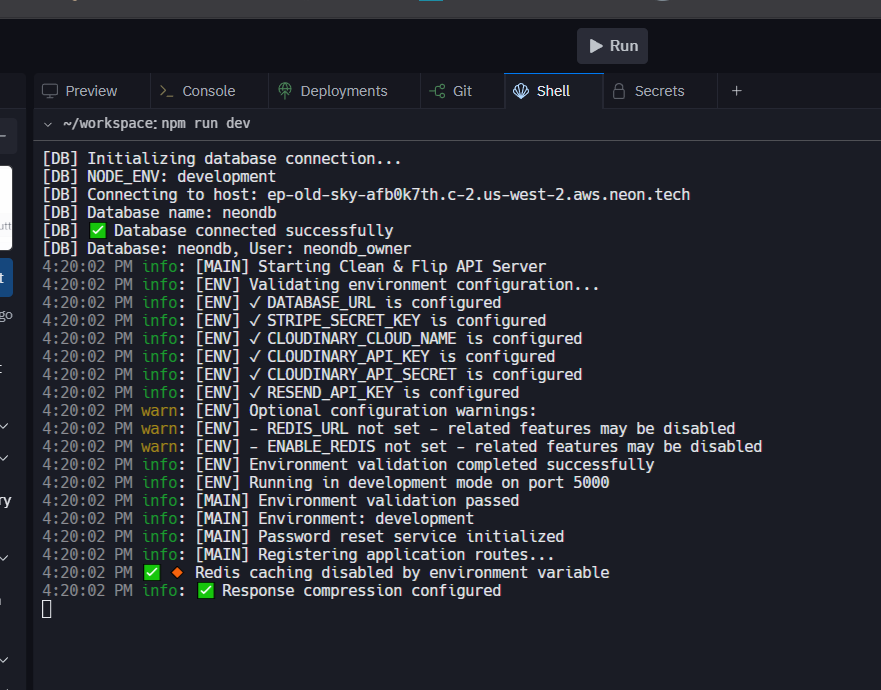 Run
Preview
Console
Deployments
Git
Shell
Secrets
~/workspace: npm run dev
[DB] Initializing database connection...
[DB] NODE_ENV: development
[DB] Connecting to host: ep-old-sky-afb0k7th.c-2.us-west-2.aws.neon.tech
[DB] Database name: neondb
[DB] ✅ Database connected successfully
[DB] Database: neondb, User: neondb_owner
4:20:02 PM info: [MAIN] Starting Clean & Flip API Server
4:20:02 PM info: [ENV] Validating environment configuration...
4:20:02 PM info: [ENV] ✓ DATABASE_URL is configured
4:20:02 PM info: [ENV] ✓ STRIPE_SECRET_KEY is configured
4:20:02 PM info: [ENV] ✓ CLOUDINARY_CLOUD_NAME is configured
4:20:02 PM info: [ENV] ✓ CLOUDINARY_API_KEY is configured
4:20:02 PM info: [ENV] ✓ CLOUDINARY_API_SECRET is configured
4:20:02 PM info: [ENV] ✓ RESEND_API_KEY is configured
4:20:02 PM warn: [ENV] Optional configuration warnings:
4:20:02 PM warn: [ENV] - REDIS_URL not set - related features may be disabled
4:20:02 PM warn: [ENV] - ENABLE_REDIS not set - related features may be disabled
4:20:02 PM info: [ENV] Environment validation completed successfully
4:20:02 PM info: [ENV] Running in development mode on port 5000
4:20:02 PM info: [MAIN] Environment validation passed
4:20:02 PM info: [MAIN] Environment: development
4:20:02 PM info: [MAIN] Password reset service initialized
4:20:02 PM info: [MAIN] Registering application routes...
4:20:02 PM ✅ 🔸 Redis caching disabled by environment variable
4:20:02 PM info: ✅ Response compression configured